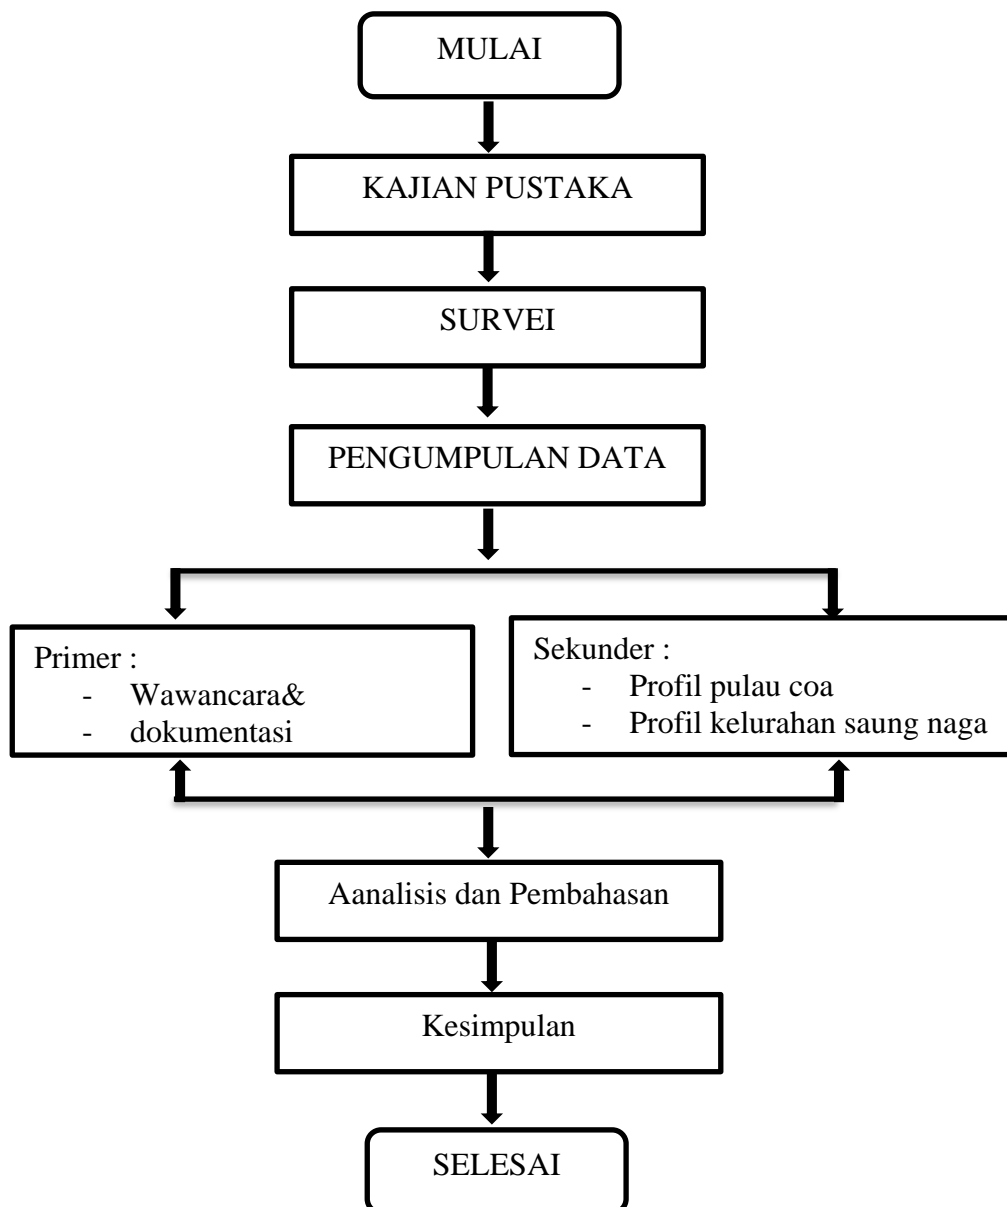 MULAI
KAJIAN PUSTAKA
SURVEI
PENGUMPULAN DATA
Primer :
- Wawancara&
- dokumentasi
Sekunder :
- Profil pulau coa
- Profil kelurahan saung naga
Aanalisis dan Pembahasan
Kesimpulan
SELESAI